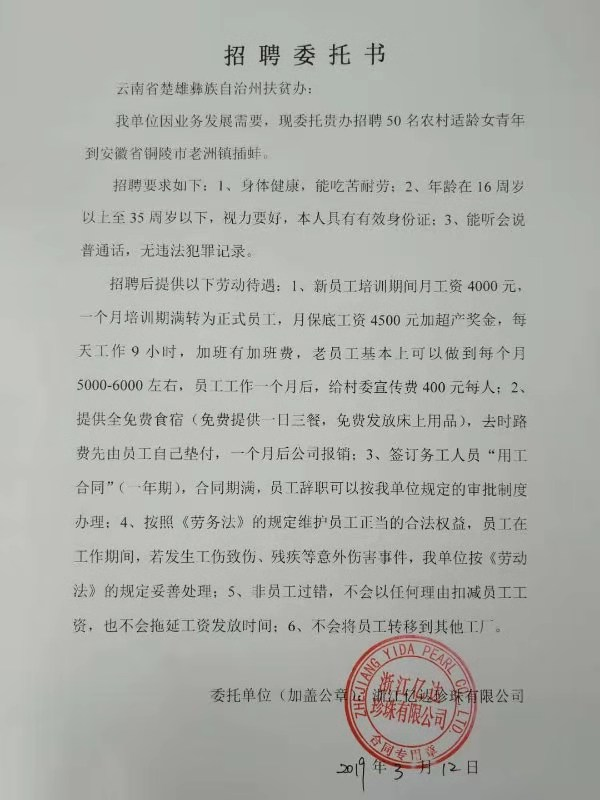 招聘委托书
云南省楚雄彝族自治州扶贫办:
我单位因业务发展需要，现委托贵办招聘50名农村适龄女青年
到安徽省铜陵市老洲镇插蚌。
招聘要求如下：1、身体健康，能吃苦耐劳；2、年龄在16周岁
以上至35周岁以下，视力要好，本人具有有效身份证；3、能听会说
普通话，无违法犯罪记录。
招聘后提供以下劳动待遇：1、新员工培训期间月工资4000元，
一个月培训期满转为正式员工，月保底工资4500元加超产奖金，每
天工作9小时，加班有加班费，老员工基本上可以做到每个月
5000-6000左右，员工工作一个月后，给村委宣传费400元每人；2、
提供全免费食宿（免费提供一日三餐，免费发放床上用品），去时路
费先由员工自己垫付，一个月后公司报销；3、签订务工人员“用工
合同”（一年期），合同期满，员工辞职可以按我单位规定的审批制度
办理；4、按照《劳务法》的规定维护员工正当的合法权益，员工在
工作期间，若发生工伤致伤、残疾等意外伤害事件，我单位按《劳动
法》的规定妥善处理；5、非员工过错，不会以任何理由扣减员工工
资，也不会拖延工资发放时间；6、不会将员工转移到其他工厂。
委托单位（加盖公章）：浙江亿达珍珠有限公司
ZHEJIANG YIDA PEARL CO.,LTD.
浙江亿达
珍珠有限公司
合同专用章
2019年3月12日